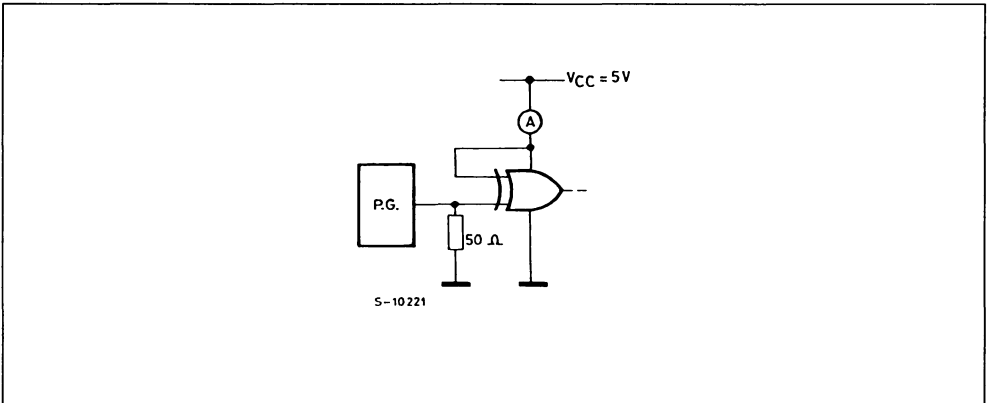 VCC = 5V
A
P.G.
50 Ω
S-10221